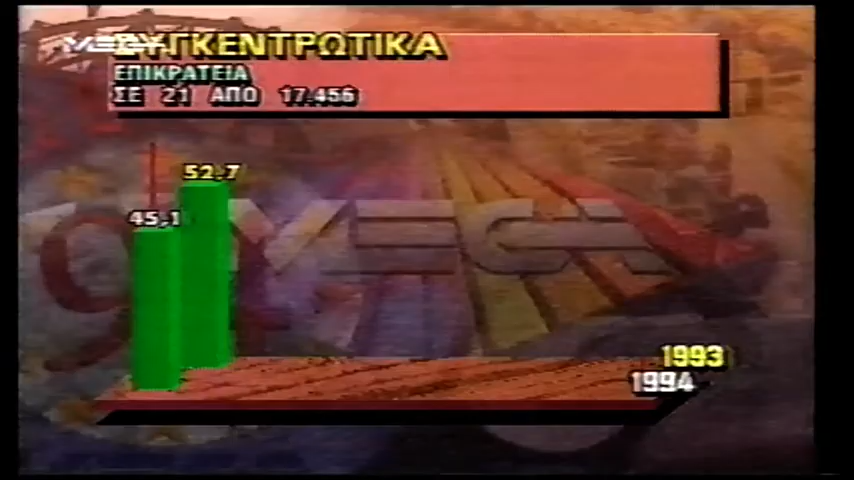 MEGA
ΣΥΓΚΕΝΤΡΩΤΙΚΑ
ΕΠΙΚΡΑΤΕΙΑ
ΣΕ 21 ΑΠΟ 17.456
52,7
45,1
MEGA
1993
1994